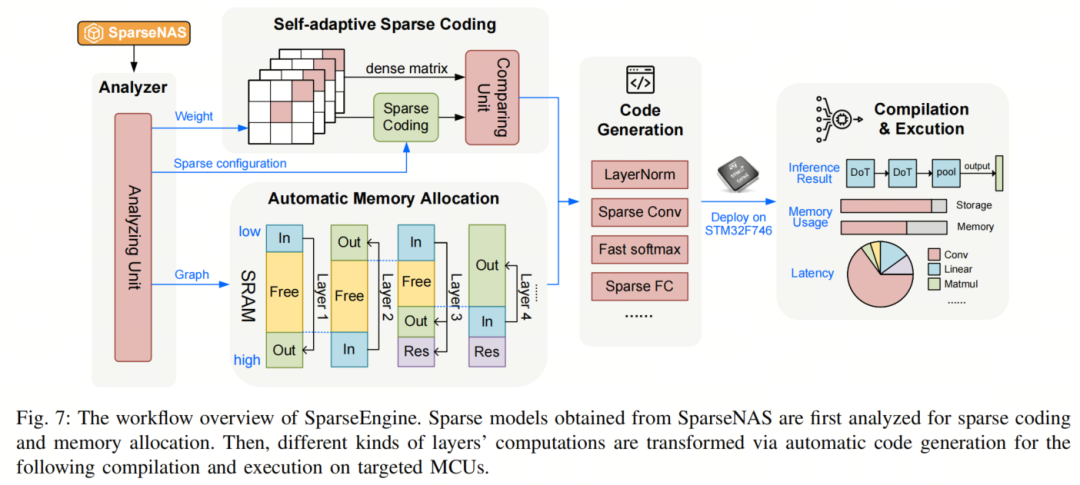 SparseNAS
Analyzer
Analyzing Unit
Weight
Sparse configuration
Graph
Self-adaptive Sparse Coding
dense matrix
Sparse
Coding
Comparing
Unit
Automatic Memory Allocation
low
SRAM
high
In
Free
Out
Layer 1
Out
Free
In
Layer 2
In
Free
Out
Res
Layer 3
Out
In
Res
Layer 4
......
Code
Generation
LayerNorm
Sparse Conv
Fast softmax
Sparse FC
......
Deploy on
STM32F746
Compilation
& Excution
Inference
Result
DoT
DoT
pool
output
Memory
Usage
Storage
Memory
Latency
Conv
Linear
Matmul
......
Fig. 7: The workflow overview of SparseEngine. Sparse models obtained from SparseNAS are first analyzed for sparse coding
and memory allocation. Then, different kinds of layers' computations are transformed via automatic code generation for the
following compilation and execution on targeted MCUs.